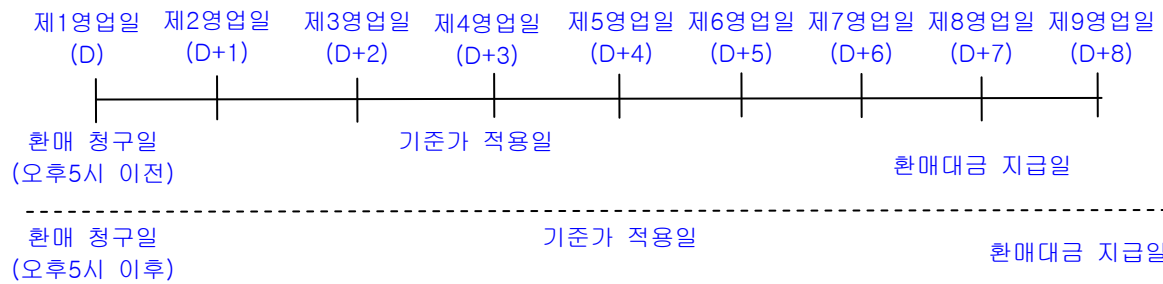 제1영업일 제2영업일 제3영업일 제4영업일 제5영업일 제6영업일 제7영업일 제8영업일 제9영업일
(D) (D+1) (D+2) (D+3) (D+4) (D+5) (D+6) (D+7) (D+8)
환매 청구일 기준가 적용일
(오후5시 이전) 환매대금 지급일
환매 청구일 기준가 적용일 환매대금 지급일
(오후5시 이후)